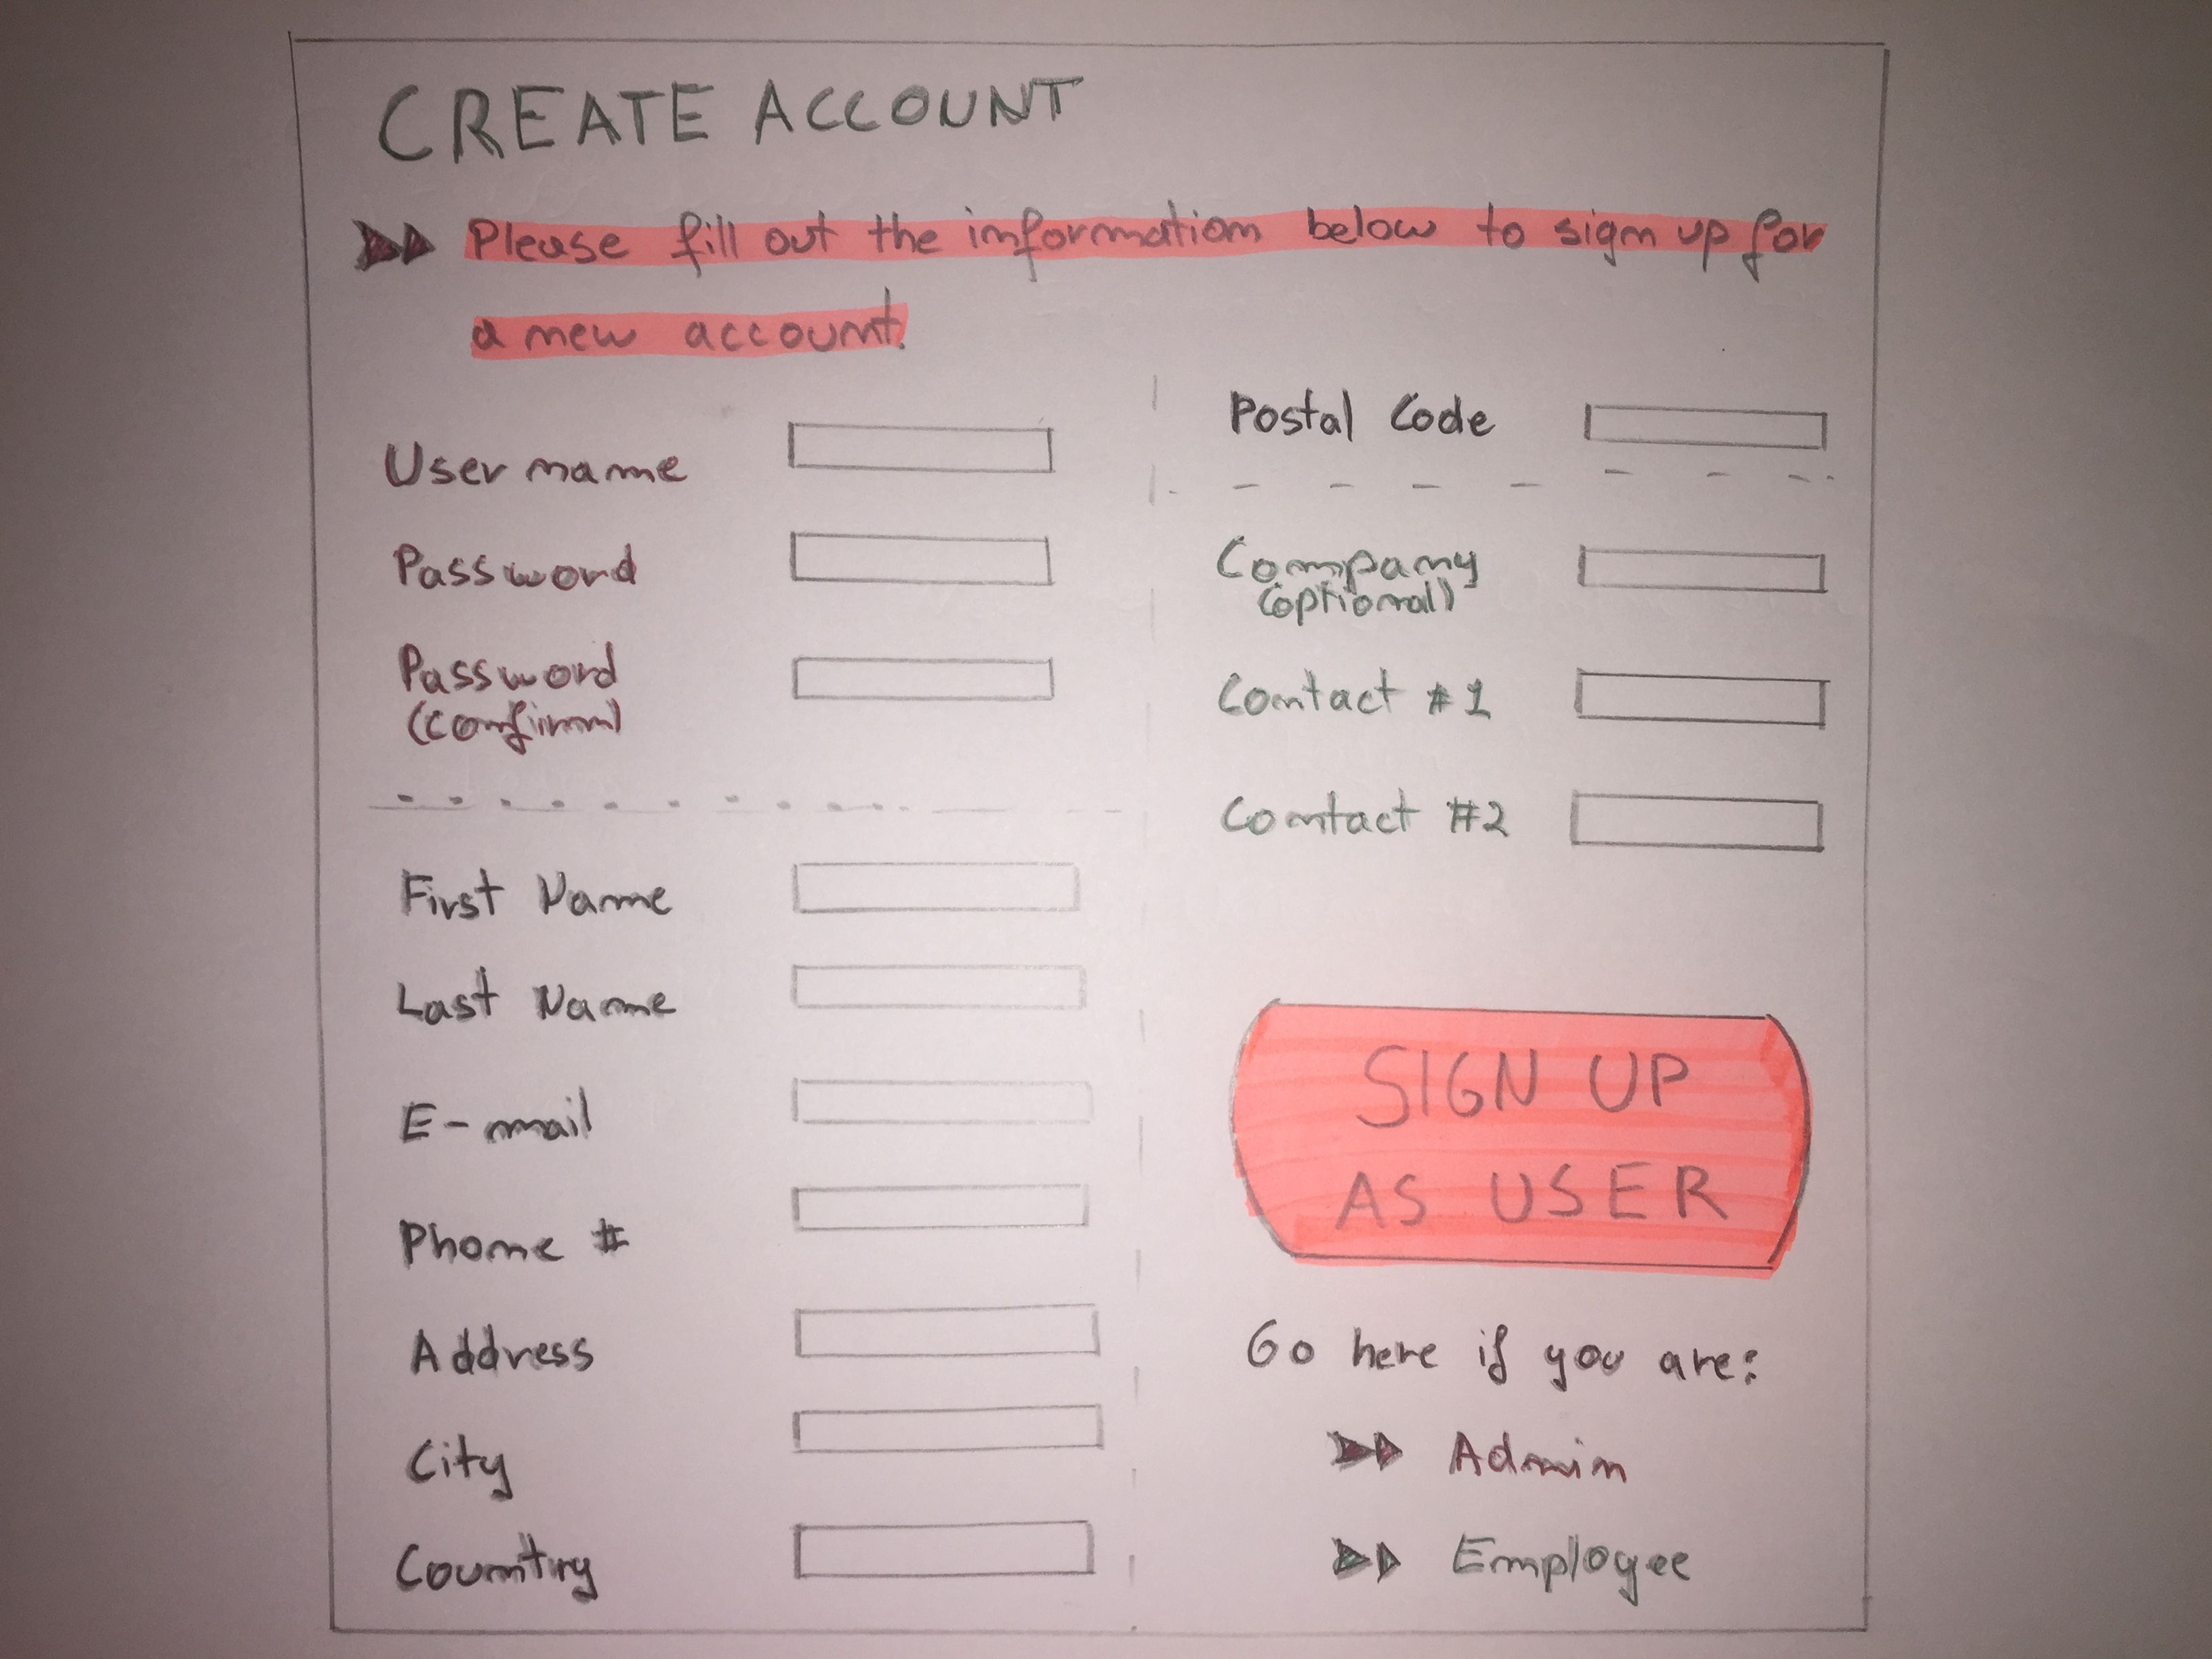 CREATE ACCOUNT
Please fill out the information below to sign up for
a new account.
Username
Password
Password
(confirm)
First Name
Last Name
E-mail
Phone #
Address
City
Country
Postal Code
Company
(optional)
Contact #1
Contact #2
SIGN UP
AS USER
Go here if you are:
Admin
Employee